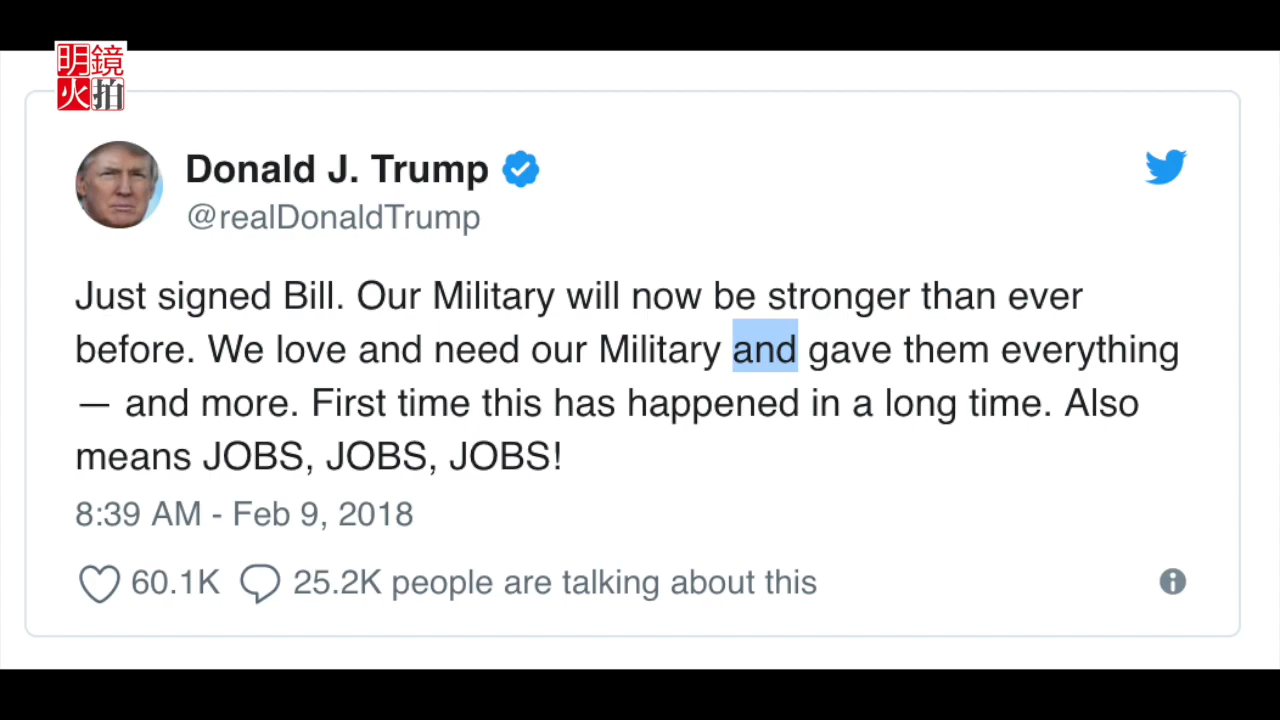 明鏡
火拍
Donald J. Trump
@realDonaldTrump
Just signed Bill. Our Military will now be stronger than ever
before. We love and need our Military and gave them everything
— and more. First time this has happened in a long time. Also
means JOBS, JOBS, JOBS!
8:39 AM - Feb 9, 2018
60.1K 25.2K people are talking about this